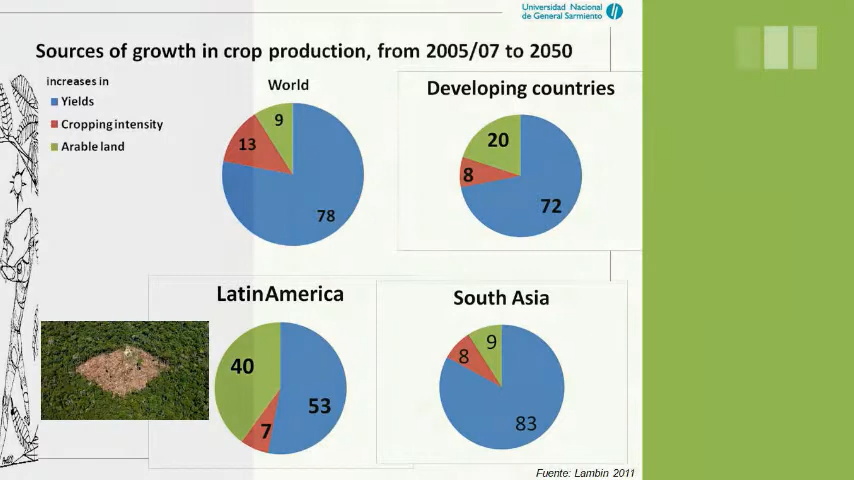 Universidad Nacional
de General Sarmiento
Sources of growth in crop production, from 2005/07 to 2050
increases in
Yields
Cropping intensity
Arable land
World
9
13
78
Developing countries
20
8
72
LatinAmerica
40
53
7
South Asia
9
8
83
Fuente: Lambin 2011